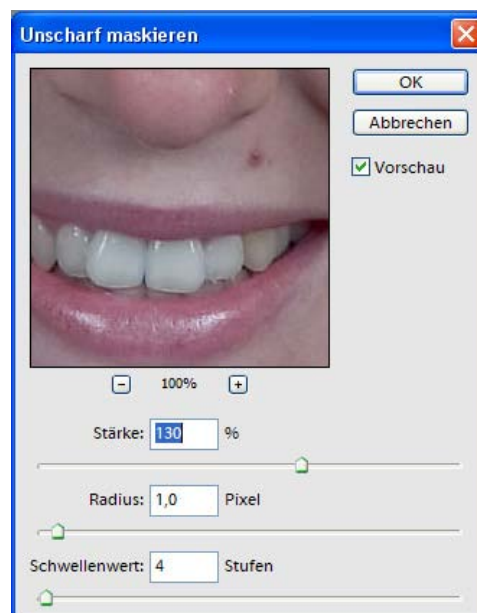 Unscharf maskieren
OK
Abbrechen
Vorschau
100%
Stärke: 130 %
Radius: 1,0 Pixel
Schwellenwert: 4 Stufen